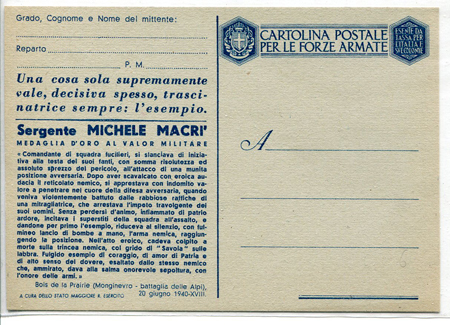 Grado, Cognome e Nome del mittente:
Reparto
P. M.
Una cosa sola supremamente
vale, decisiva spesso, trasci-
natrice sempre: l'esempio.
Sergente MICHELE MACRI'
MEDAGLIA D'ORO AL VALOR MILITARE
« Comandante di squadra fucilieri, si slanciava di inizia-
tiva alla testa dei suoi fanti, con somma risolutezza ed
assoluto sprezzo del pericolo, all'attacco di una munita
posizione avversaria. Dopo aver scavalcato con eroica au-
dacia il reticolato nemico, si apprestava con indomito va-
lore a penetrare nel cuore della difesa avversaria, quando
veniva violentemente battuto dalle rabbiose raffiche di
una mitragliatrice, che arrestava l'impeto travolgente dei
suoi uomini. Senza perdersi d'animo, infiammato di patrio
ardore, incitava i superstiti della squadra all'assalto, e
dandone per primo l'esempio, riduceva al silenzio, con ful-
mineo lancio di bombe a mano, l'arma nemica, raggiun-
gendo la posizione. Nell'atto eroico, cadeva colpito a
morte sulla trincea nemica, col grido di "Savoia" sulle
labbra. Fulgido esempio di coraggio, di amor di Patria e
di alto senso del dovere, esaltato dallo stesso nemico
che, ammirato, dava alla salma onorevole sepoltura, con
l'onore delle armi. »
Bois de la Prairie (Monginevro - battaglia delle Alpi),
20 giugno 1940-XVIII.
A CURA DELLO STATO MAGGIORE R. ESERCITO
CARTOLINA POSTALE
PER LE FORZE ARMATE
ESENTE DA
TASSA PER
L'ITALIA E
A